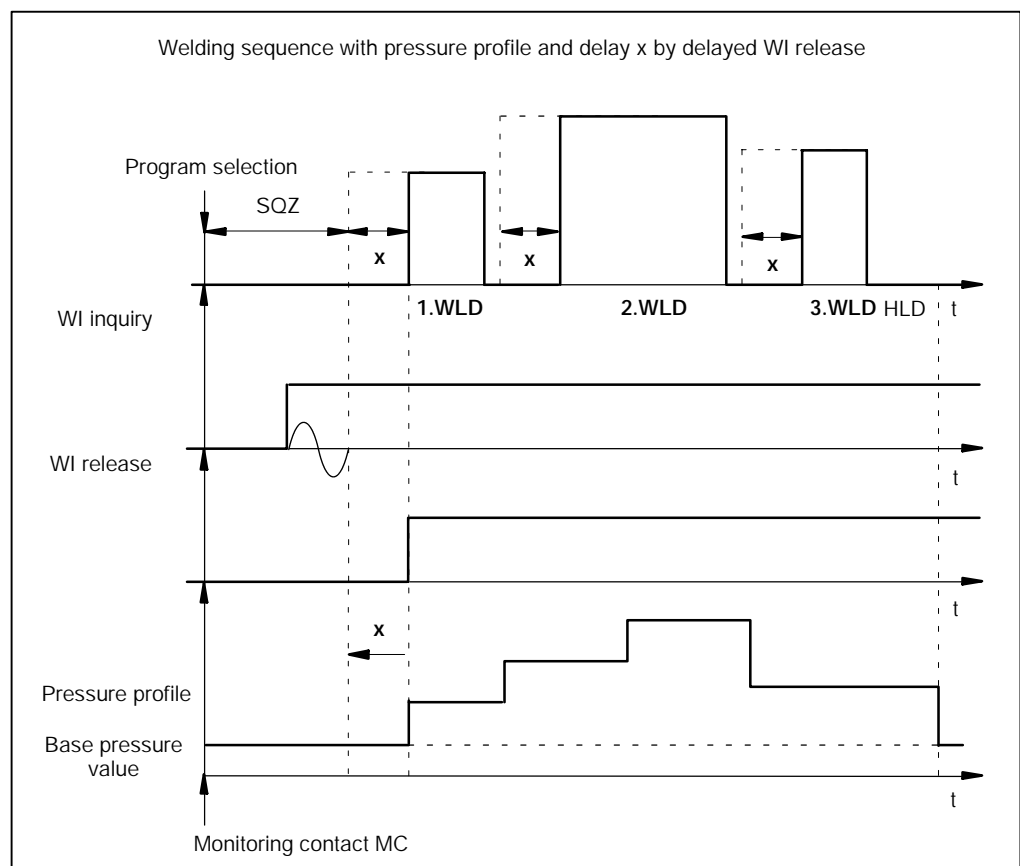 Welding sequence with pressure profile and delay x by delayed WI release
Program selection
SQZ
x
x
x
1.WLD
2.WLD
3.WLD HLD
t
WI inquiry
WI release
t
t
x
Pressure profile
Base pressure
value
t
Monitoring contact MC